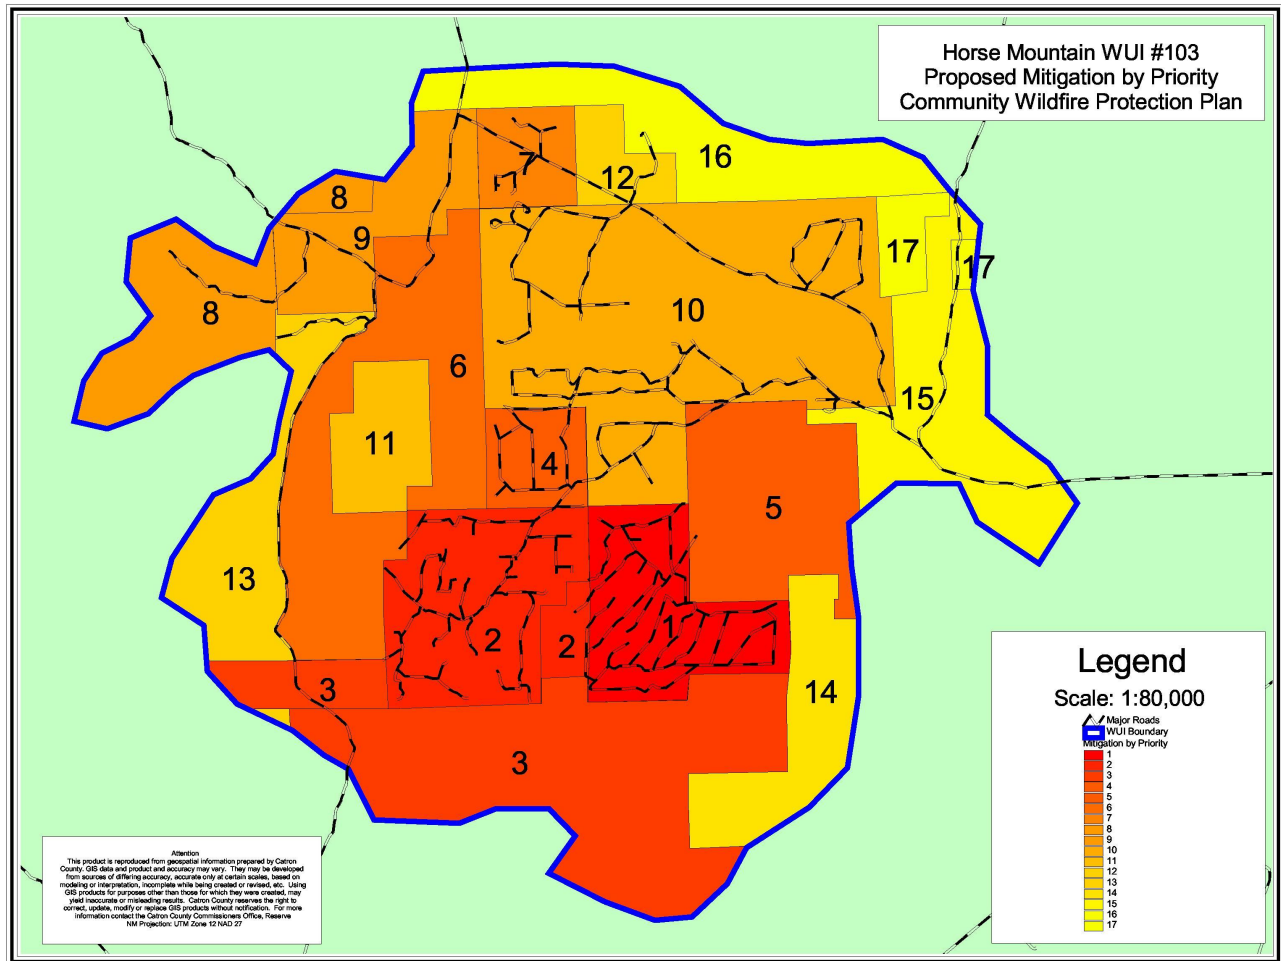 Horse Mountain WUI #103
Proposed Mitigation by Priority
Community Wildfire Protection Plan
16
7
12
8
9
17
17
8
10
6
15
11
4
5
13
1
2
2
3
14
3
Legend
Scale: 1:80,000
Major Roads
WUI Boundary
Mitigation by Priority
1
2
3
4
5
6
7
8
9
10
11
12
13
14
15
16
17
Attention
This product is reproduced from geospatial information prepared by Catron
County. GIS data and product and accuracy may vary. They may be developed
from sources of differing accuracy, accurate only at certain scales, based on
modeling or interpretation, incomplete while being created or revised, etc. Using
GIS products for purposes other than those for which they were created, may
yield inaccurate or misleading results. Catron County reserves the right to
correct, update, modify or replace GIS products without notification. For more
information contact the Catron County Commissioners Office, Reserve
NM Projection: UTM Zone 12 NAD 27